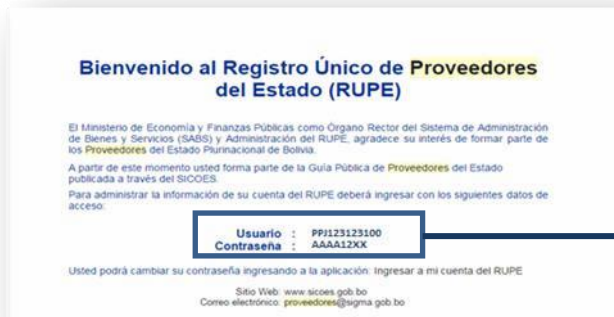 Bienvenido al Registro Único de Proveedores
del Estado (RUPE)
El Ministerio de Economía y Finanzas Públicas como Órgano Rector del Sistema de Administración
de Bienes y Servicios (SABS) y Administración del RUPE, agradece su interés de formar parte de
los Proveedores del Estado Plurinacional de Bolivia.
A partir de este momento usted forma parte de la Guía Pública de Proveedores del Estado
publicada a través del SICOES.
Para administrar la información de su cuenta del RUPE deberá ingresar con los siguientes datos de
acceso:
Usuario : PPJ123123100
Contraseña : AAAA12XX
Usted podrá cambiar su contraseña ingresando a la aplicación: Ingresar a mi cuenta del RUPE
Sitio Web: www.sicoes.gob.bo
Correo electrónico: proveedores@sigma.gob.bo